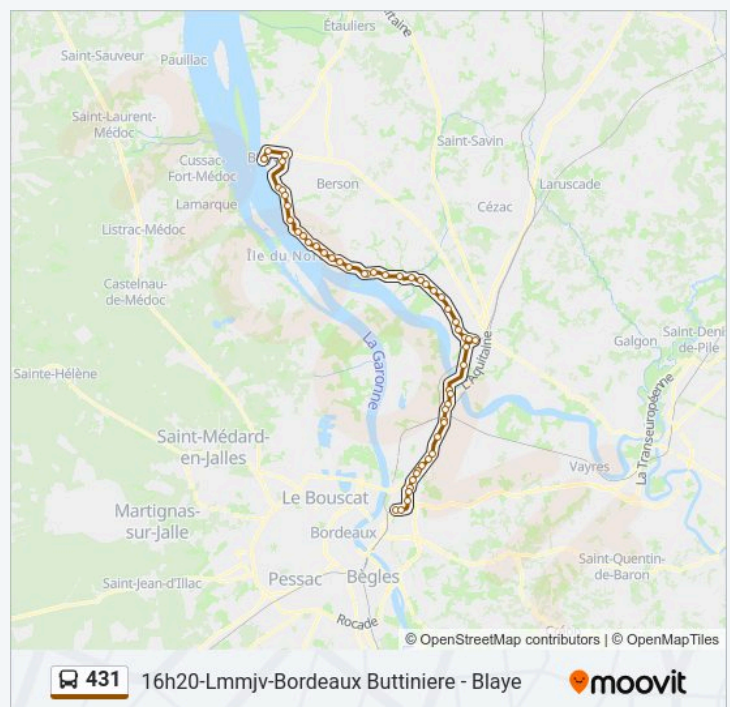 Étauliers
Saint-Sauveur
Pauillac
Saint-Laurent-
Médoc
Saint-Savin
Cussac-
Fort-Médoc
Berson
Laruscade
Lamarque
Cézac
Listrac-Médoc
Île du No
Castelnau-
de-Médoc
La Garonne
L'Aquitaine
Galgon
Saint-Deni
de-Pile
Sainte-Hélène
La Transeuropéenne
Saint-Médard-
en-Jalles
Vayres
Le Bouscat
Martignas-
sur-Jalle
Bordeaux
Saint-Quentin-
de-Baron
Saint-Jean-d'Illac
Pessac
Bègles
Rocade
© OpenStreetMap contributors | © OpenMapTiles
431 16h20-Lmmjv-Bordeaux Buttiniere - Blaye moovit